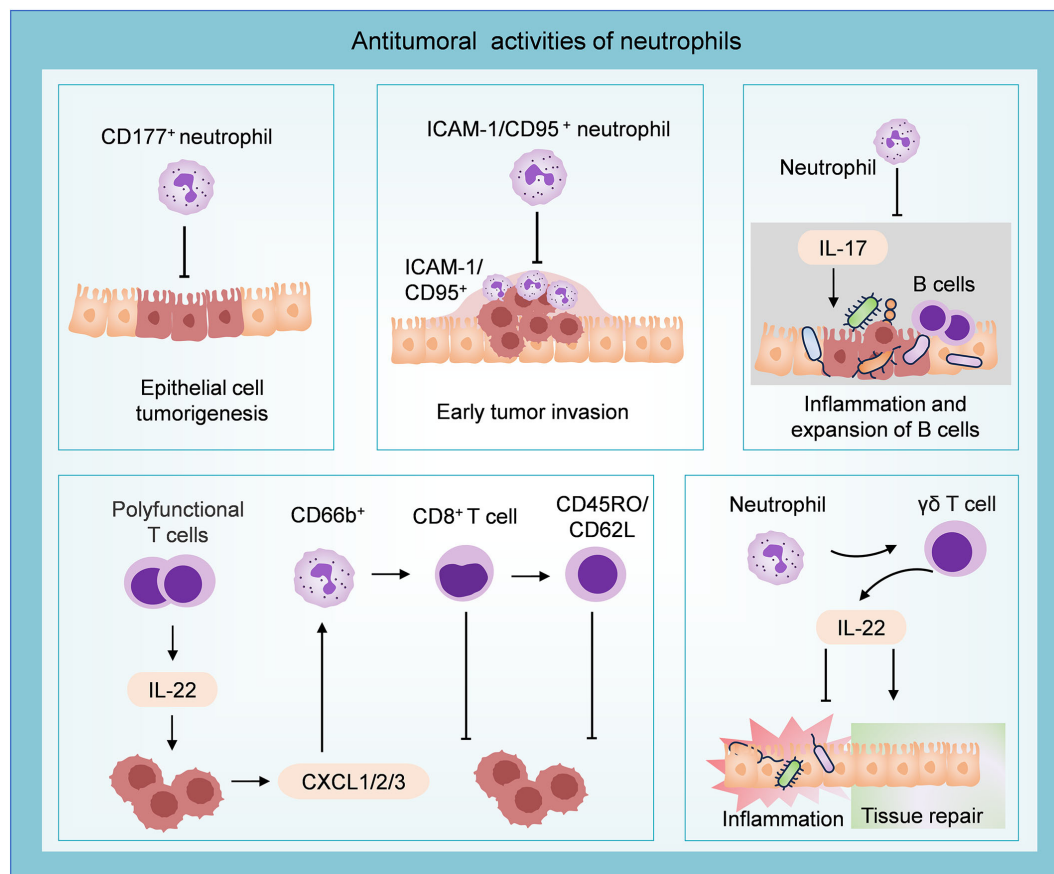 Antitumoral activities of neutrophils
CD177⁺ neutrophil
Epithelial cell
tumorigenesis
ICAM-1/CD95⁺ neutrophil
ICAM-1/
CD95⁺
Early tumor invasion
Neutrophil
IL-17
B cells
Inflammation and
expansion of B cells
Polyfunctional
T cells
IL-22
CXCL1/2/3
CD66b⁺
CD8⁺ T cell
CD45RO/
CD62L
Neutrophil
γδ T cell
IL-22
Inflammation
Tissue repair